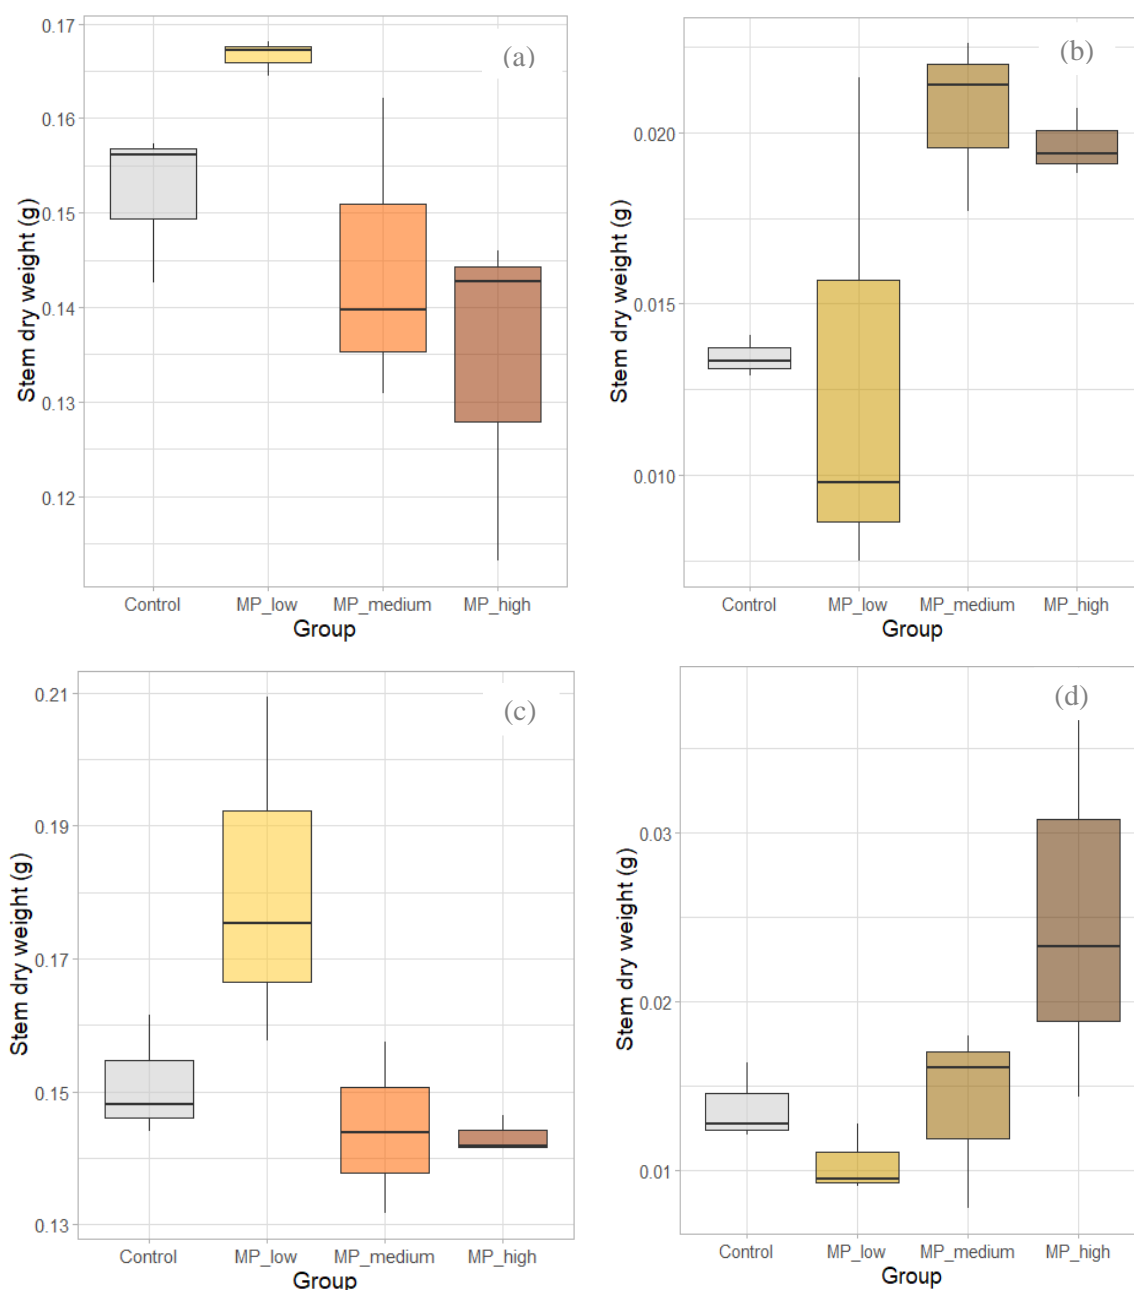 (a)
Stem dry weight (g)
0.17
0.16
0.15
0.14
0.13
0.12
Control MP_low MP_medium MP_high
Group
(b)
Stem dry weight (g)
0.020
0.015
0.010
Control MP_low MP_medium MP_high
Group
(c)
Stem dry weight (g)
0.21
0.19
0.17
0.15
0.13
Control MP_low MP_medium MP_high
Group
(d)
Stem dry weight (g)
0.03
0.02
0.01
Control MP_low MP_medium MP_high
Group